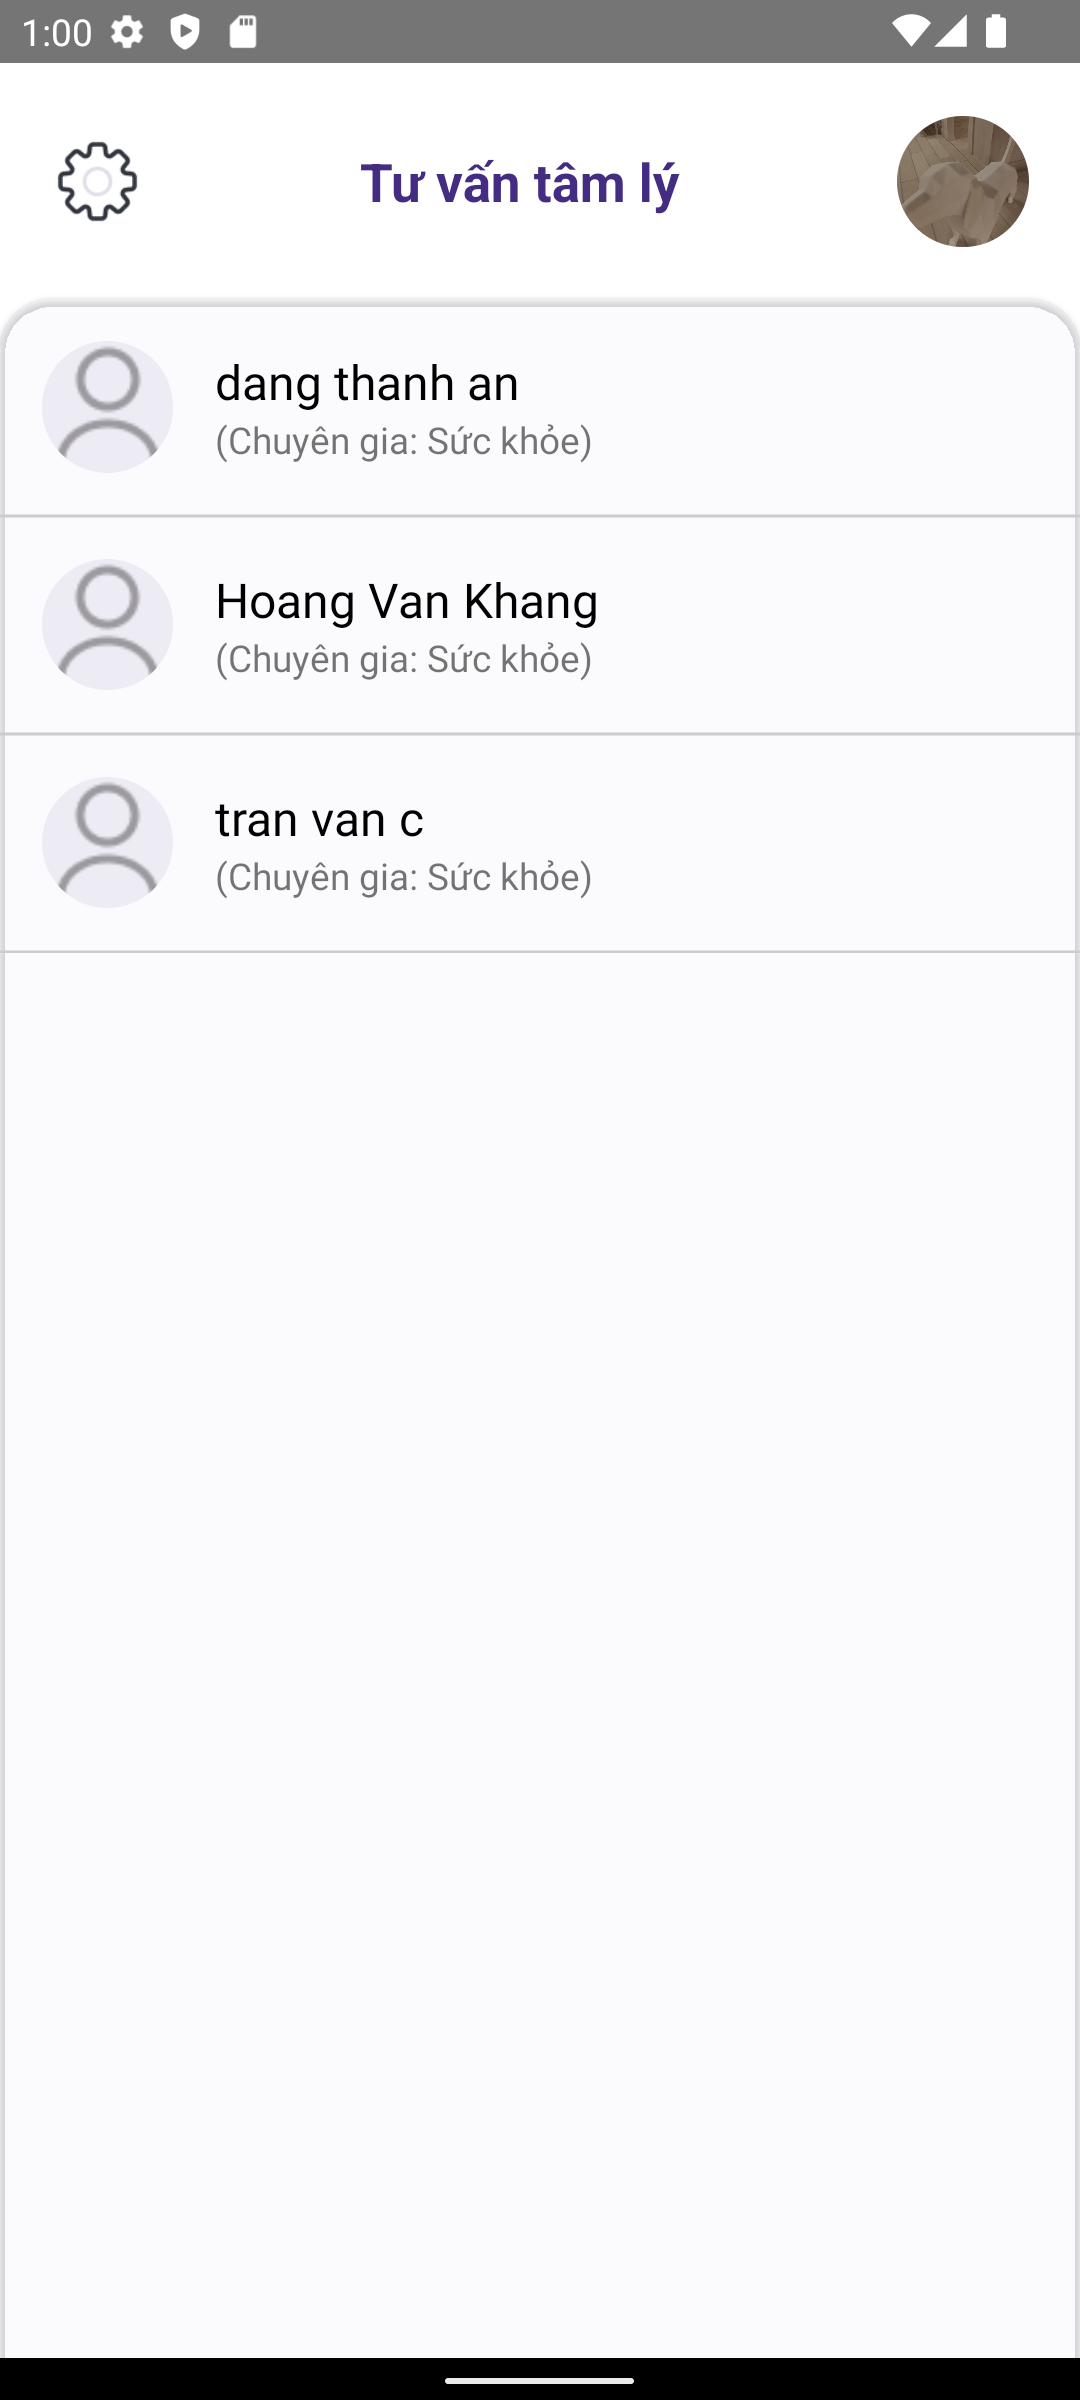 1:00
Tư vấn tâm lý
dang thanh an
(Chuyên gia: Sức khỏe)
Hoang Van Khang
(Chuyên gia: Sức khỏe)
tran van c
(Chuyên gia: Sức khỏe)